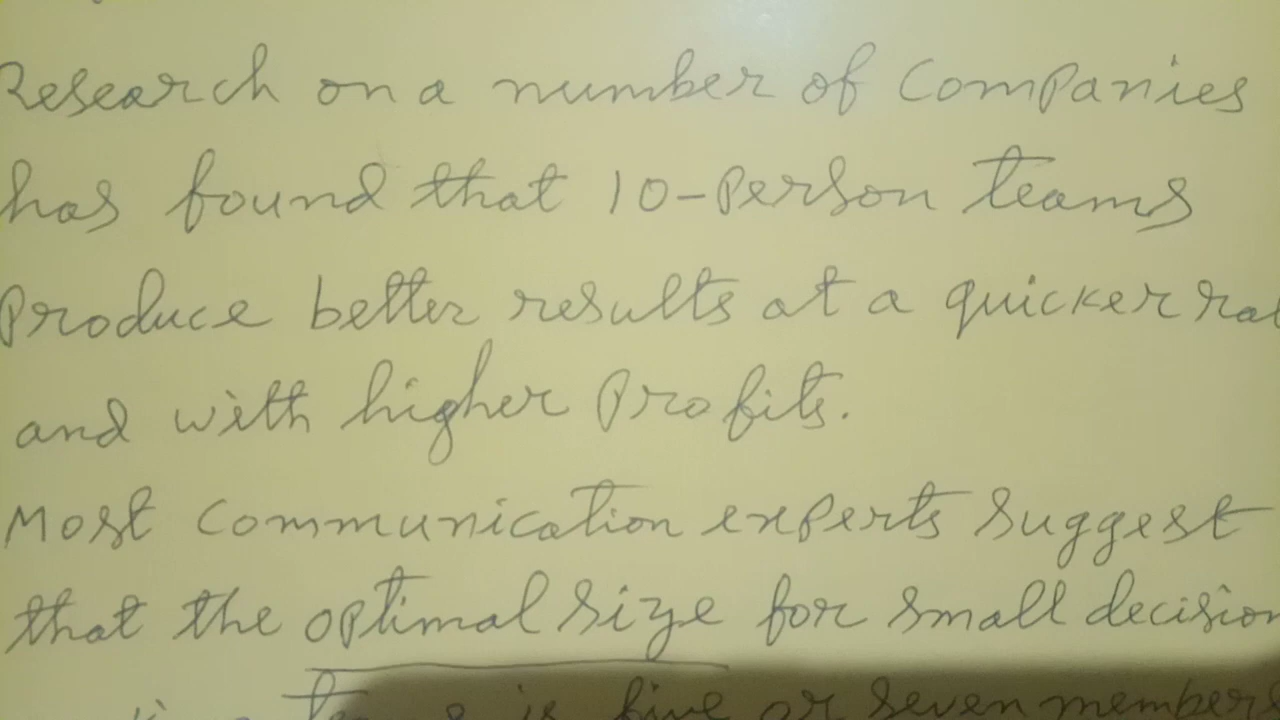 Research on a number of Companies
has found that 10-Person teams
Produce better results at a quicker
and with higher Profits.
Most Communication experts Suggest
that the optimal Size for Small decision
is five or Seven members